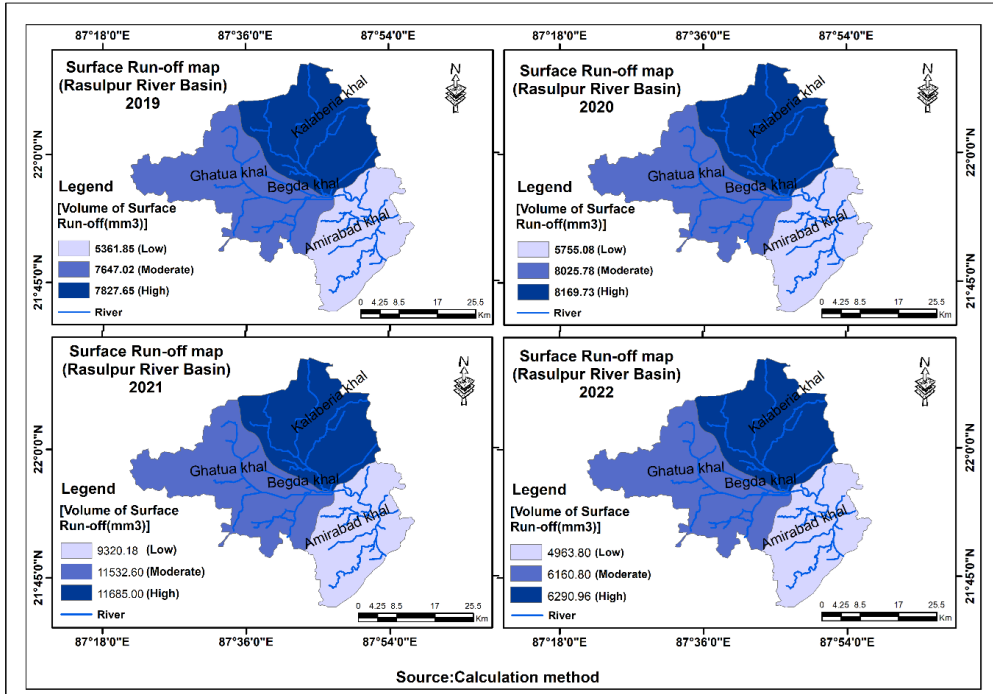 87°18'0"E 87°36'0"E 87°54'0"E 87°18'0"E 87°36'0"E 87°54'0"E
Surface Run-off map
(Rasulpur River Basin)
2019
N
22°0'0"N
21°45'0"N
Kalaberia khal
Ghatua khal
Begda khal
Amirabad khal
Legend
[Volume of Surface
Run-off(mm3)]
5361.85 (Low)
7647.02 (Moderate)
7827.65 (High)
River
0 4.25 8.5 17 25.5
Km
Surface Run-off map
(Rasulpur River Basin)
2020
N
22°0'0"N
21°45'0"N
Kalaberia khal
Ghatua khal
Begda khal
Amirabad khal
Legend
[Volume of Surface
Run-off(mm3)]
5755.08 (Low)
8025.78 (Moderate)
8169.73 (High)
River
0 4.25 8.5 17 25.5
Km
Surface Run-off map
(Rasulpur River Basin)
2021
N
22°0'0"N
21°45'0"N
Kalaberia khal
Ghatua khal
Begda khal
Amirabad khal
Legend
[Volume of Surface
Run-off(mm3)]
9320.18 (Low)
11532.60 (Moderate)
11685.00 (High)
River
0 4.25 8.5 17 25.5
Km
Surface Run-off map
(Rasulpur River Basin)
2022
N
22°0'0"N
21°45'0"N
Kalaberia khal
Ghatua khal
Begda khal
Amirabad khal
Legend
[Volume of Surface
Run-off(mm3)]
4963.80 (Low)
6160.80 (Moderate)
6290.96 (High)
River
0 4.25 8.5 17 25.5
Km
87°18'0"E 87°36'0"E 87°54'0"E 87°18'0"E 87°36'0"E 87°54'0"E
Source:Calculation method